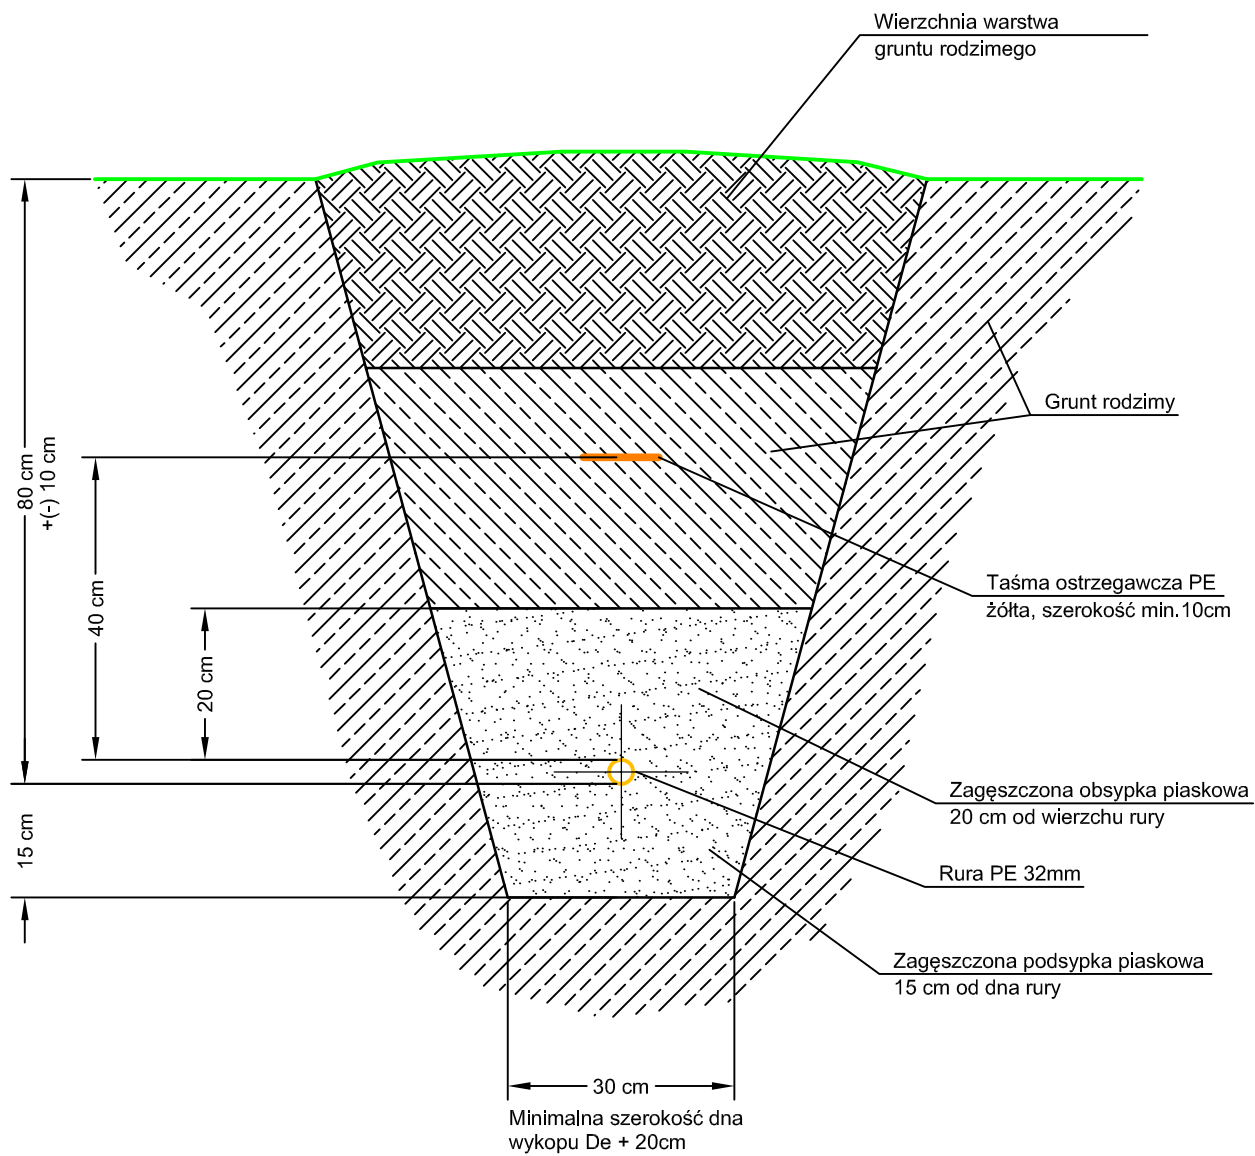 Wierzchnia warstwa
gruntu rodzimego
Grunt rodzimy
80 cm
+(-) 10 cm
40 cm
Taśma ostrzegawcza PE
żółta, szerokość min.10cm
20 cm
Zagęszczona obsypka piaskowa
20 cm od wierzchu rury
15 cm
Rura PE 32mm
Zagęszczona podsypka piaskowa
15 cm od dna rury
30 cm
Minimalna szerokość dna
wykopu De + 20cm